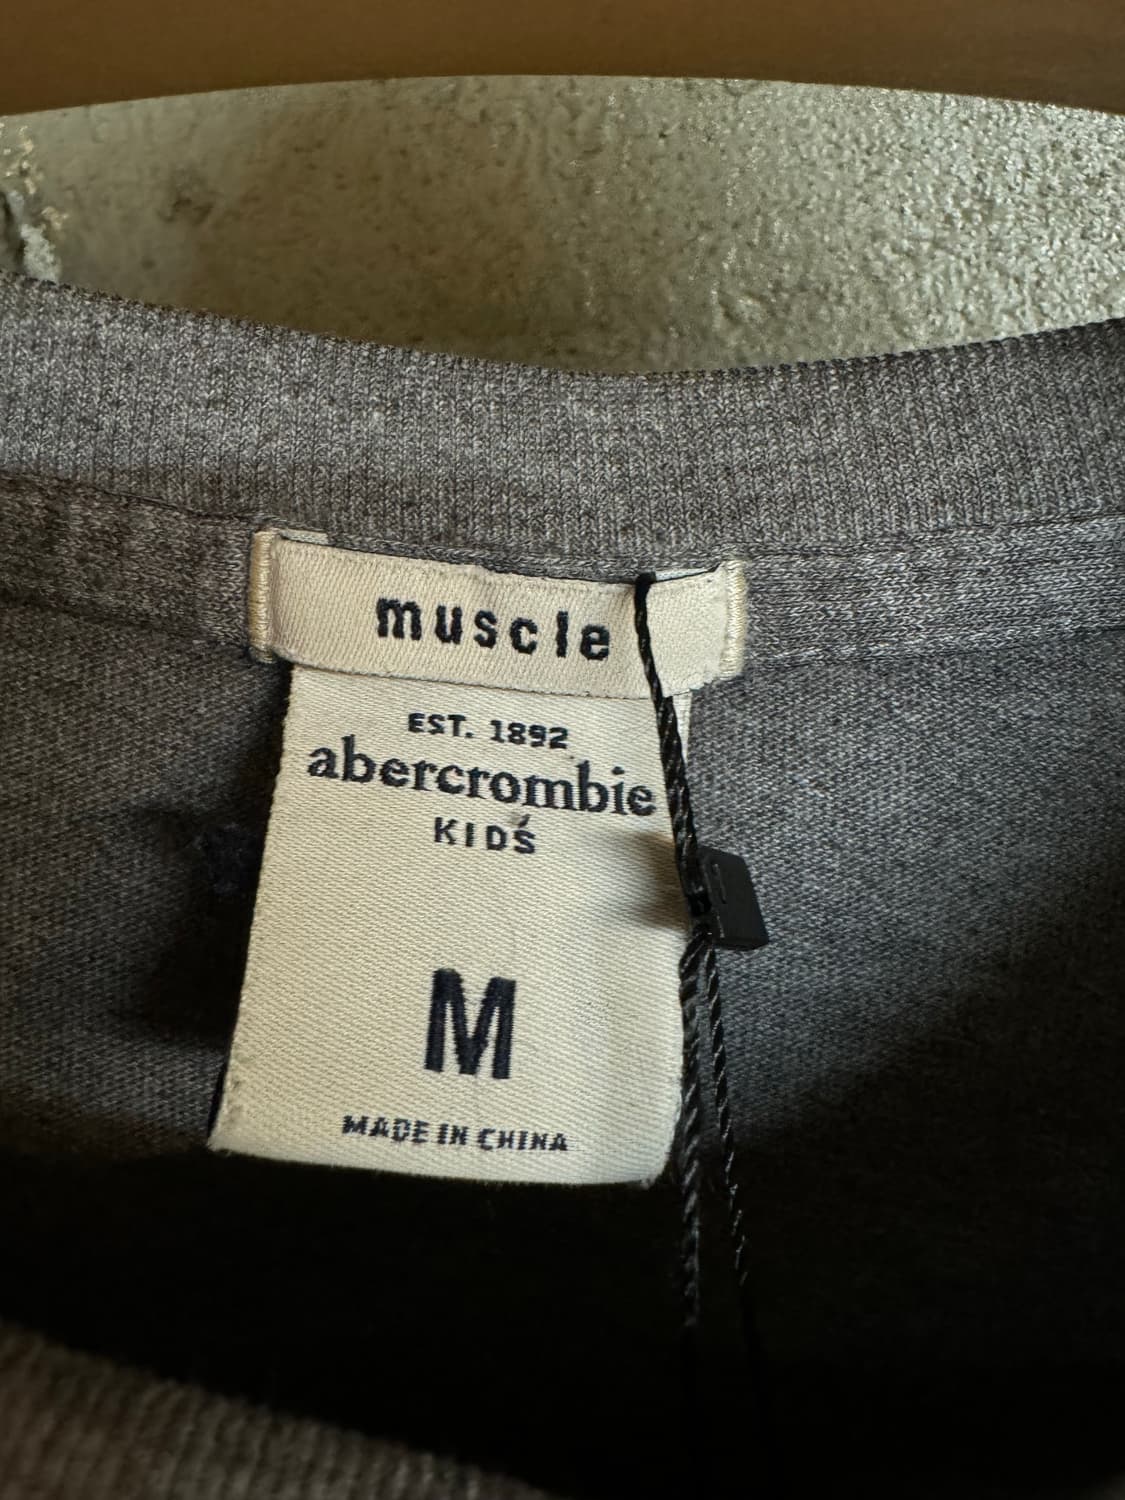 muscle
EST. 1892
abercrombie
KIDS
M
MADE IN CHINA